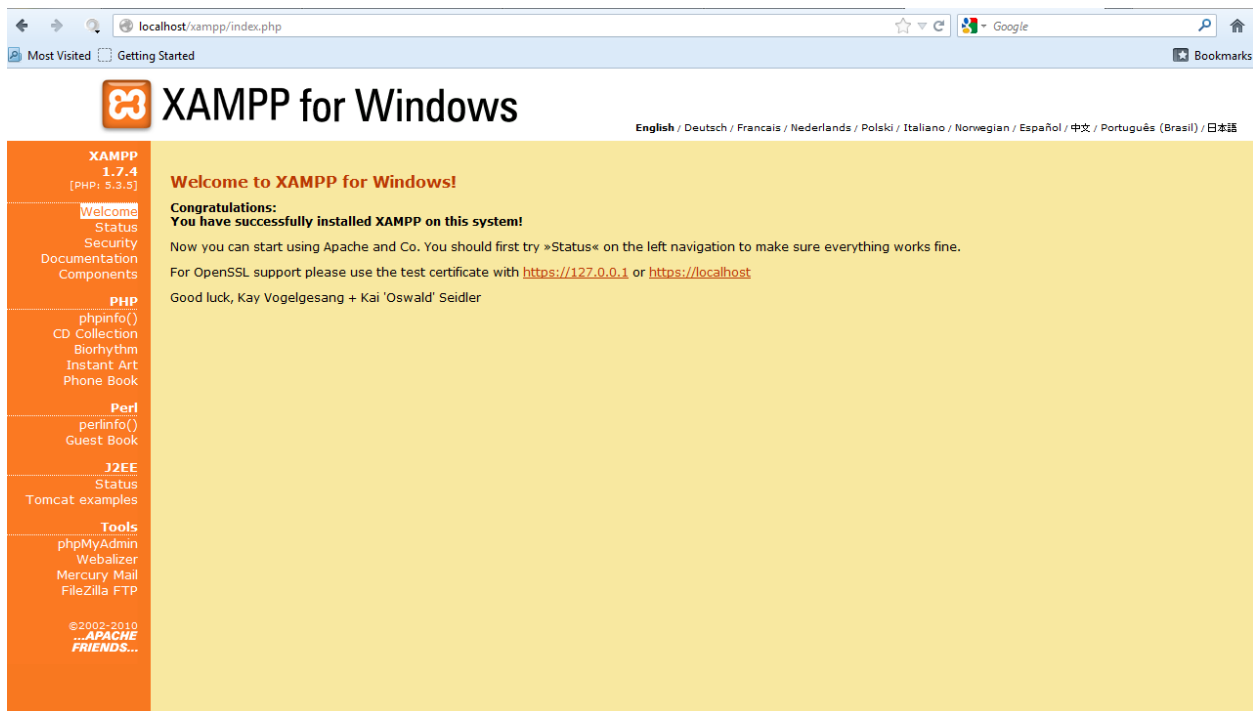 localhost/xampp/index.php
Google
Most Visited Getting Started
Bookmarks
XAMPP for Windows
English / Deutsch / Francais / Nederlands / Polski / Italiano / Norwegian / Español / 中文 / Português (Brasil) / 日本語
XAMPP
1.7.4
[PHP: 5.3.5]
Welcome
Status
Security
Documentation
Components
PHP
phpinfo()
CD Collection
Biorhythm
Instant Art
Phone Book
Perl
perlinfo()
Guest Book
J2EE
Status
Tomcat examples
Tools
phpMyAdmin
Webalizer
Mercury Mail
FileZilla FTP
©2002-2010
...APACHE
FRIENDS...
Welcome to XAMPP for Windows!
Congratulations:
You have successfully installed XAMPP on this system!
Now you can start using Apache and Co. You should first try »Status« on the left navigation to make sure everything works fine.
For OpenSSL support please use the test certificate with https://127.0.0.1 or https://localhost
Good luck, Kay Vogelgesang + Kai 'Oswald' Seidler